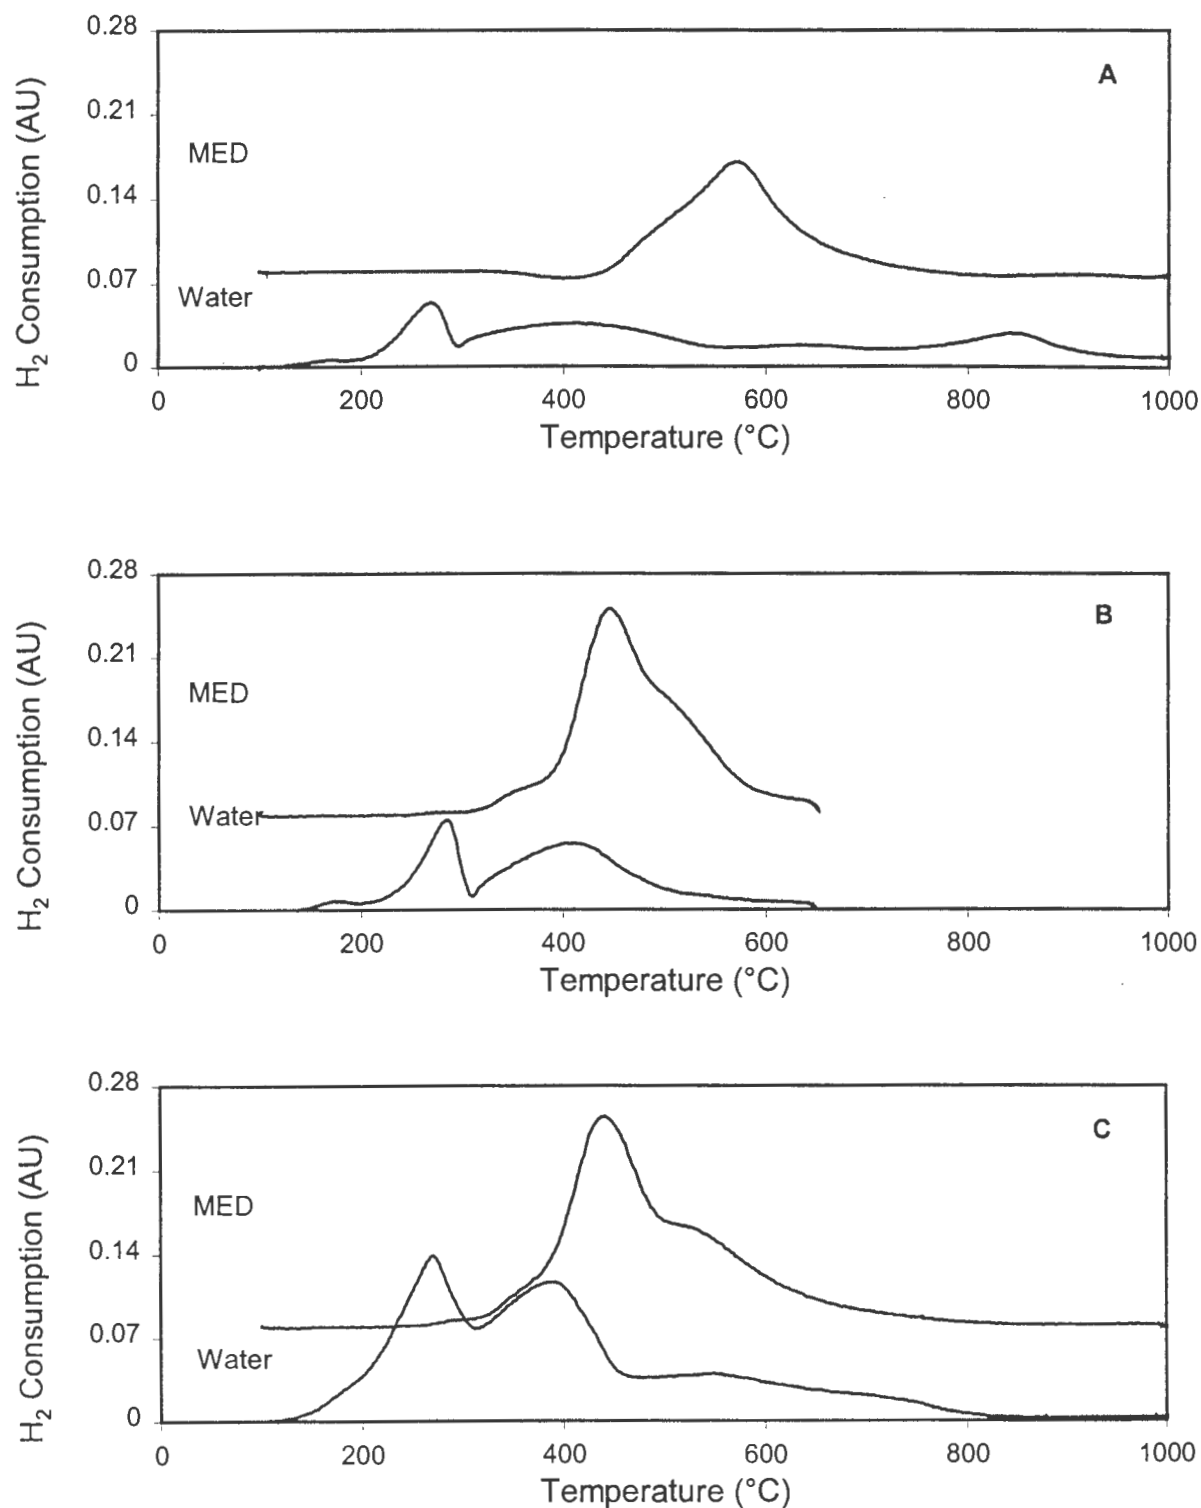 0.28
A
0.21
MED
0.14
0.07
Water
0
H2 Consumption (AU)
0 200 400 600 800 1000
Temperature (°C)
0.28
B
0.21
MED
0.14
Water
0.07
0
H2 Consumption (AU)
0 200 400 600 800 1000
Temperature (°C)
0.28
C
0.21
MED
0.14
0.07
Water
0
H2 Consumption (AU)
0 200 400 600 800 1000
Temperature (°C)